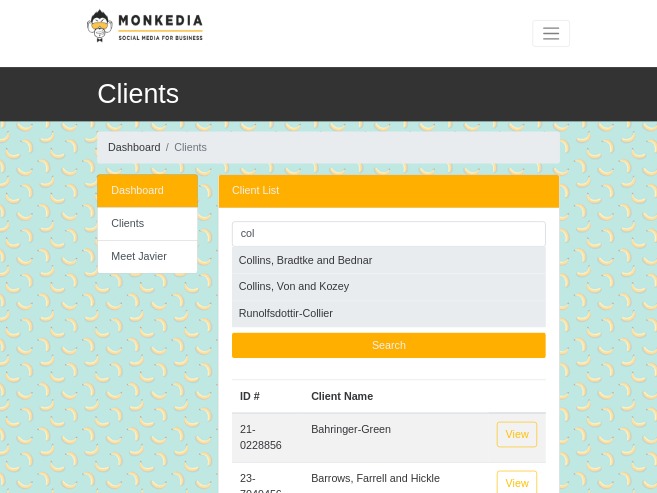 MONKEDIA
SOCIAL MEDIA FOR BUSINESS
Clients
Dashboard / Clients
Dashboard
Clients
Meet Javier
Client List
col
Collins, Bradtke and Bednar
Collins, Von and Kozey
Runolfsdottir-Collier
Search
ID # Client Name
21-
0228856
Bahringer-Green
View
23-
Barrows, Farrell and Hickle
View